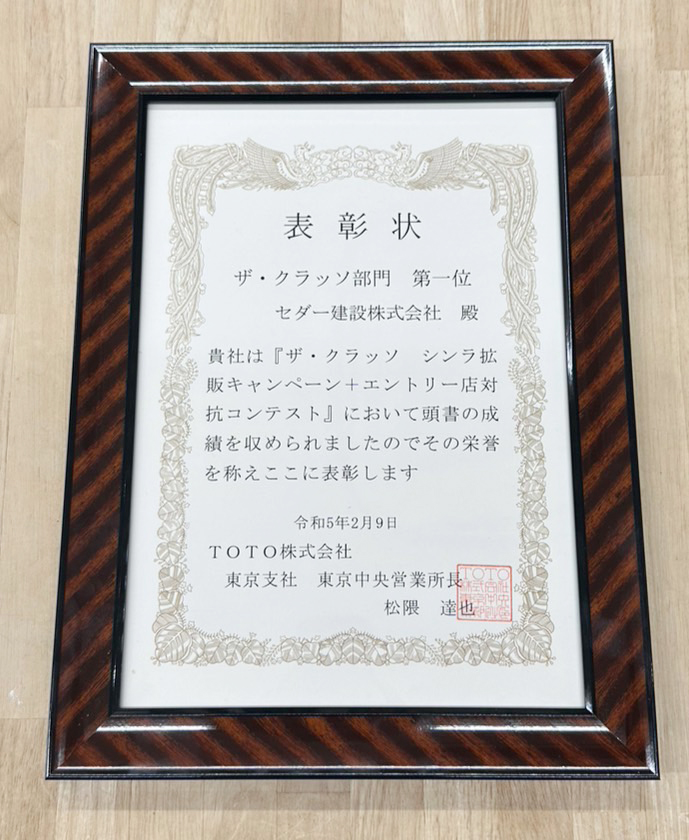 表彰状
ザ・クラッソ部門　第一位
セダー建設株式会社　殿
貴社は『ザ・クラッソ　シンラ拡
販キャンペーン＋エントリー店対
抗コンテスト』において頭書の成
績を収められましたのでその栄誉
を称えここに表彰します
令和5年2月9日
ＴＯＴＯ株式会社
東京支社　東京中央営業所長
松隈　達也